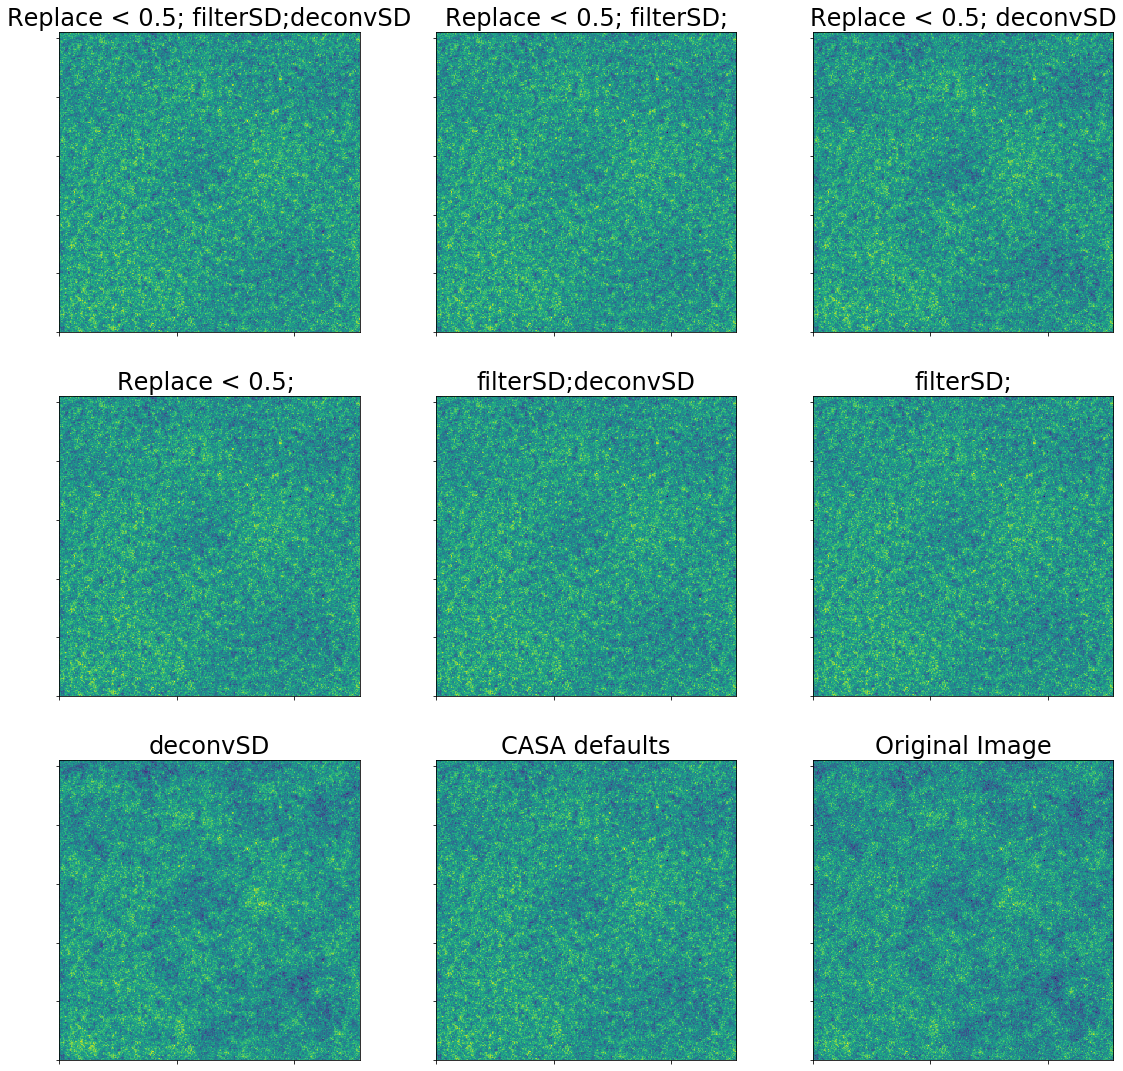 Replace < 0.5; filterSD;deconvSD
Replace < 0.5; filterSD;
Replace < 0.5; deconvSD
Replace < 0.5;
filterSD;deconvSD
filterSD;
deconvSD
CASA defaults
Original Image